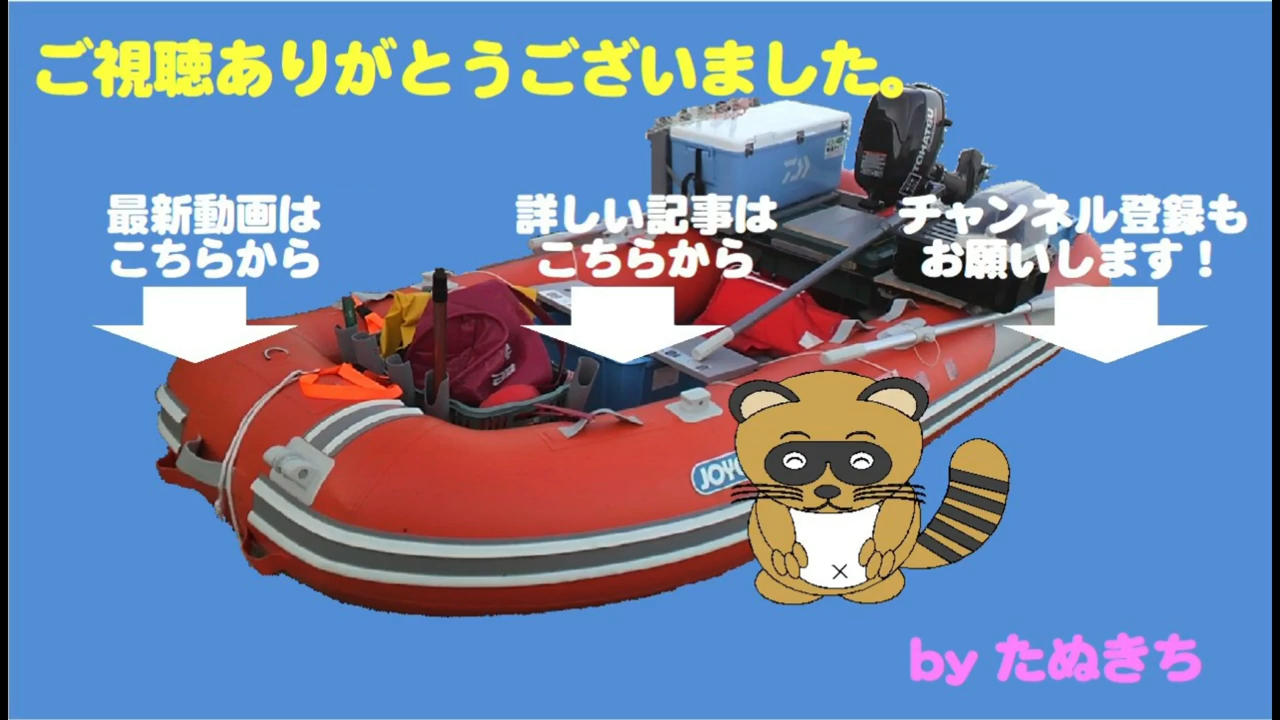 ご視聴ありがとうございました。
最新動画は
こちらから
詳しい記事は
こちらから
チャンネル登録も
お願いします！
TOHATSU
by たぬきち